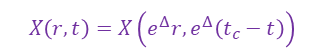 X(r, t) = X(e^Δ r, e^Δ(t_c − t))